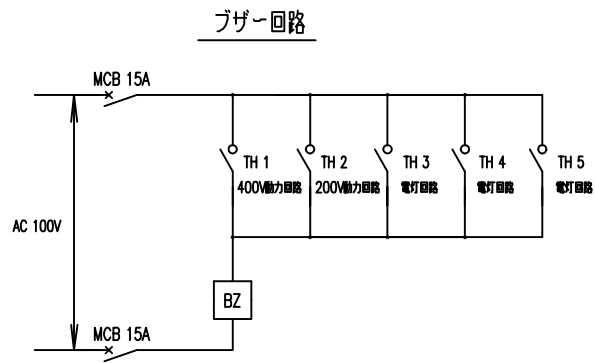 ブザー回路
MCB 15A
TH 1
TH 2
TH 3
TH 4
TH 5
400V動力回路
200V動力回路
電灯回路
電灯回路
電灯回路
AC 100V
BZ
MCB 15A